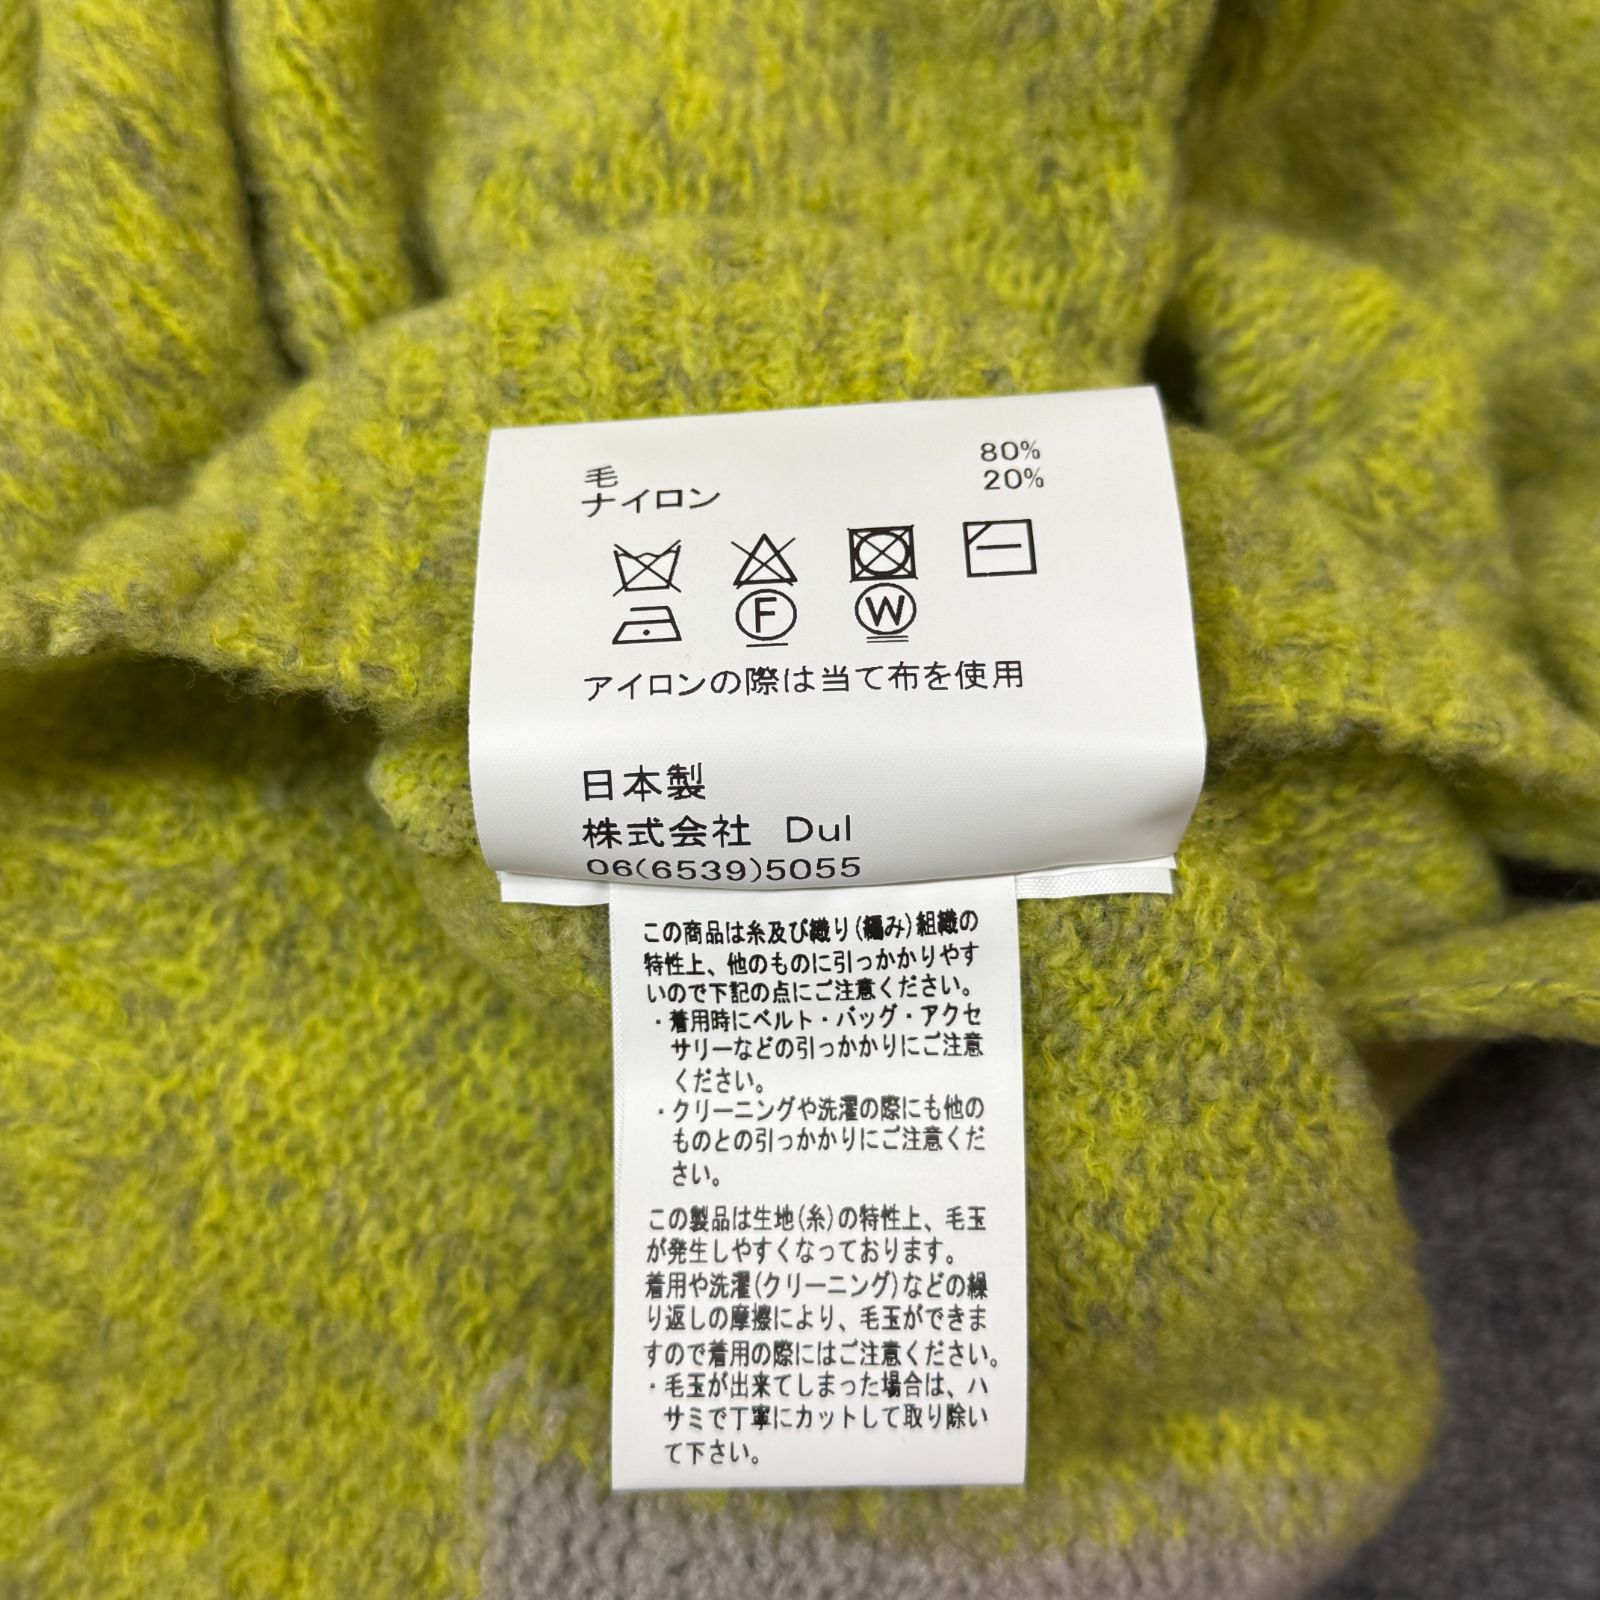 毛 80%
ナイロン 20%
F W
アイロンの際は当て布を使用
日本製
株式会社 Dul
06(6539)5055
この商品は糸及び織り(編み)組織の
特性上、他のものに引っかかりやす
いので下記の点にご注意ください。
・着用時にベルト・バッグ・アクセ
サリーなどの引っかかりにご注意
ください。
・クリーニングや洗濯の際にも他の
ものとの引っかかりにご注意くだ
さい。
この製品は生地(糸)の特性上、毛玉
が発生しやすくなっております。
着用や洗濯(クリーニング)などの繰
り返しの摩擦により、毛玉ができま
すので着用の際にはご注意ください。
・毛玉が出来てしまった場合は、ハ
サミで丁寧にカットして取り除い
て下さい。